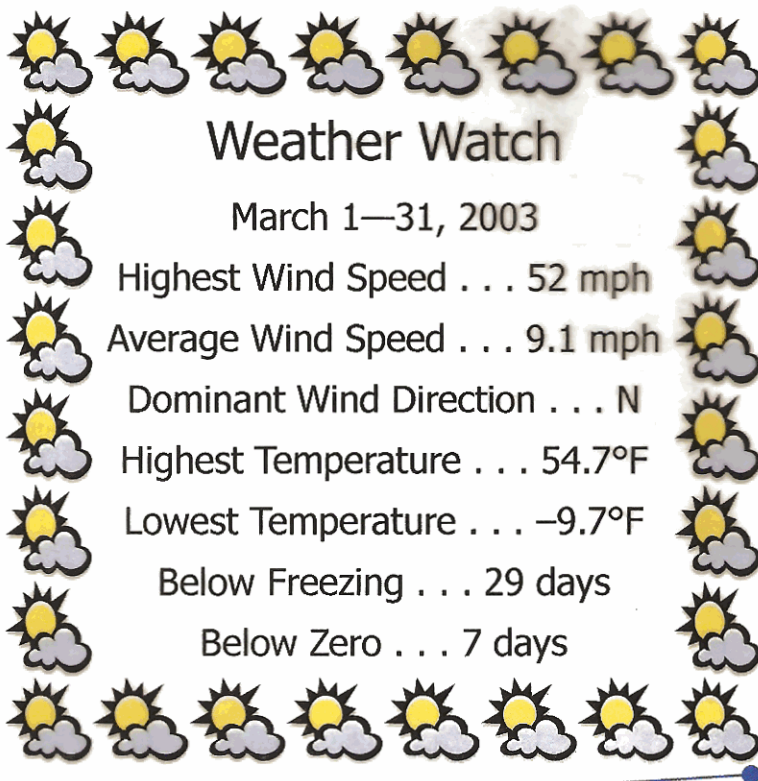 Weather Watch
March 1—31, 2003
Highest Wind Speed . . . 52 mph
Average Wind Speed . . . 9.1 mph
Dominant Wind Direction . . . N
Highest Temperature . . . 54.7°F
Lowest Temperature . . . –9.7°F
Below Freezing . . . 29 days
Below Zero . . . 7 days